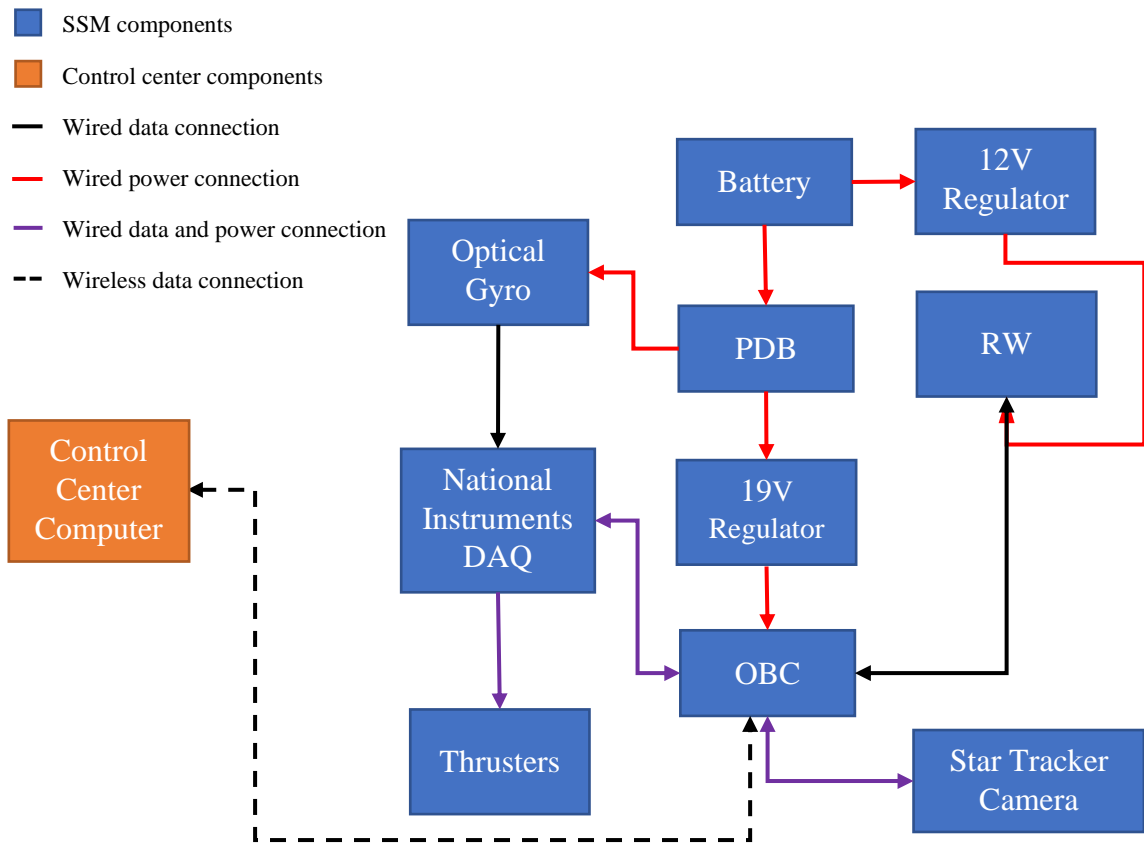 SSM components
Control center components
Wired data connection
Wired power connection
Wired data and power connection
Wireless data connection
Battery
12V
Regulator
Optical
Gyro
PDB
RW
Control
Center
Computer
National
Instruments
DAQ
19V
Regulator
OBC
Thrusters
Star Tracker
Camera